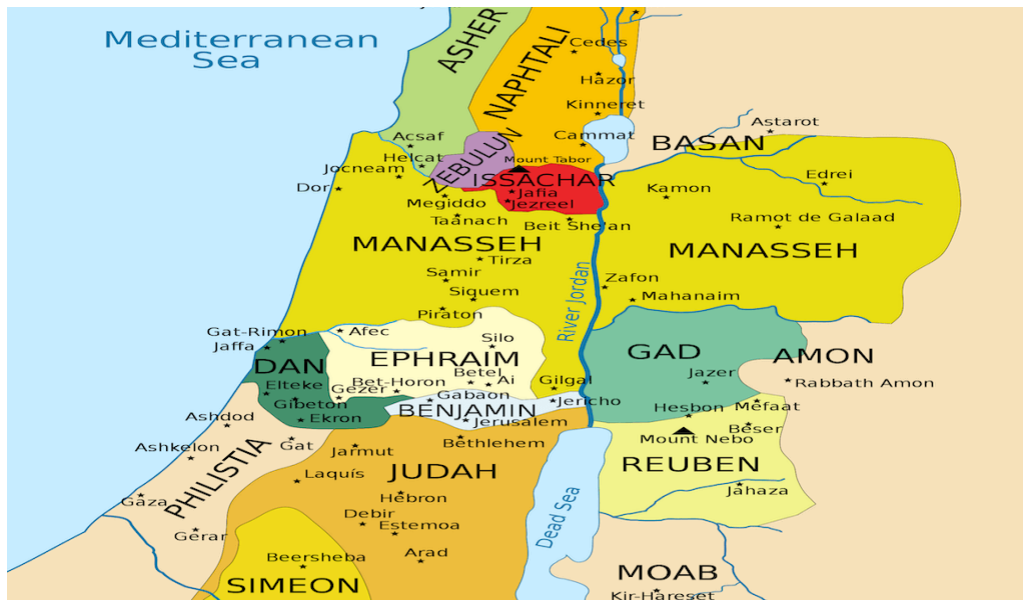 Mediterranean
Sea
ASHER
NAPHTALI
Cedes
Hazor
Kinneret
Cammat
Astarot
BASAN
Acsaf
Helcat
ZEBULUN
Mount Tabor
Jocneam
Dor
ISSACHAR
Jafia
Jezreel
Megiddo
Taanach
Beit She'an
Kamon
Edrei
Ramot de Galaad
MANASSEH
MANASSEH
Tirza
Samir
Siquem
Piraton
River Jordan
Zafon
Mahanaim
Gat-Rimon
Jaffa
Afec
Silo
DAN
EPHRAIM
GAD
AMON
Betel
Ai
Jazer
Rabbath Amon
Elteke
Bet-Horon
Gezer
Gilgal
Gibeton
Gabaon
Jericho
Ekron
BENJAMIN
Jerusalem
Hesbon
Mefaat
Beser
Ashdod
Gat
Bethlehem
Mount Nebo
Ashkelon
Jarmut
PHILISTIA
Laquís
JUDAH
REUBEN
Gaza
Hebron
Jahaza
Debir
Estemoa
Dead Sea
Gerar
Arad
Beersheba
SIMEON
MOAB
Kir-Hareset